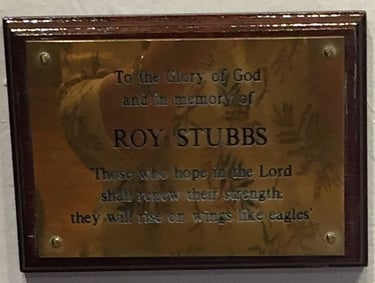 To the Glory of God
and in memory of
ROY STUBBS
'Those who hope in the Lord
shall renew their strength:
they will rise on wings like eagles'.